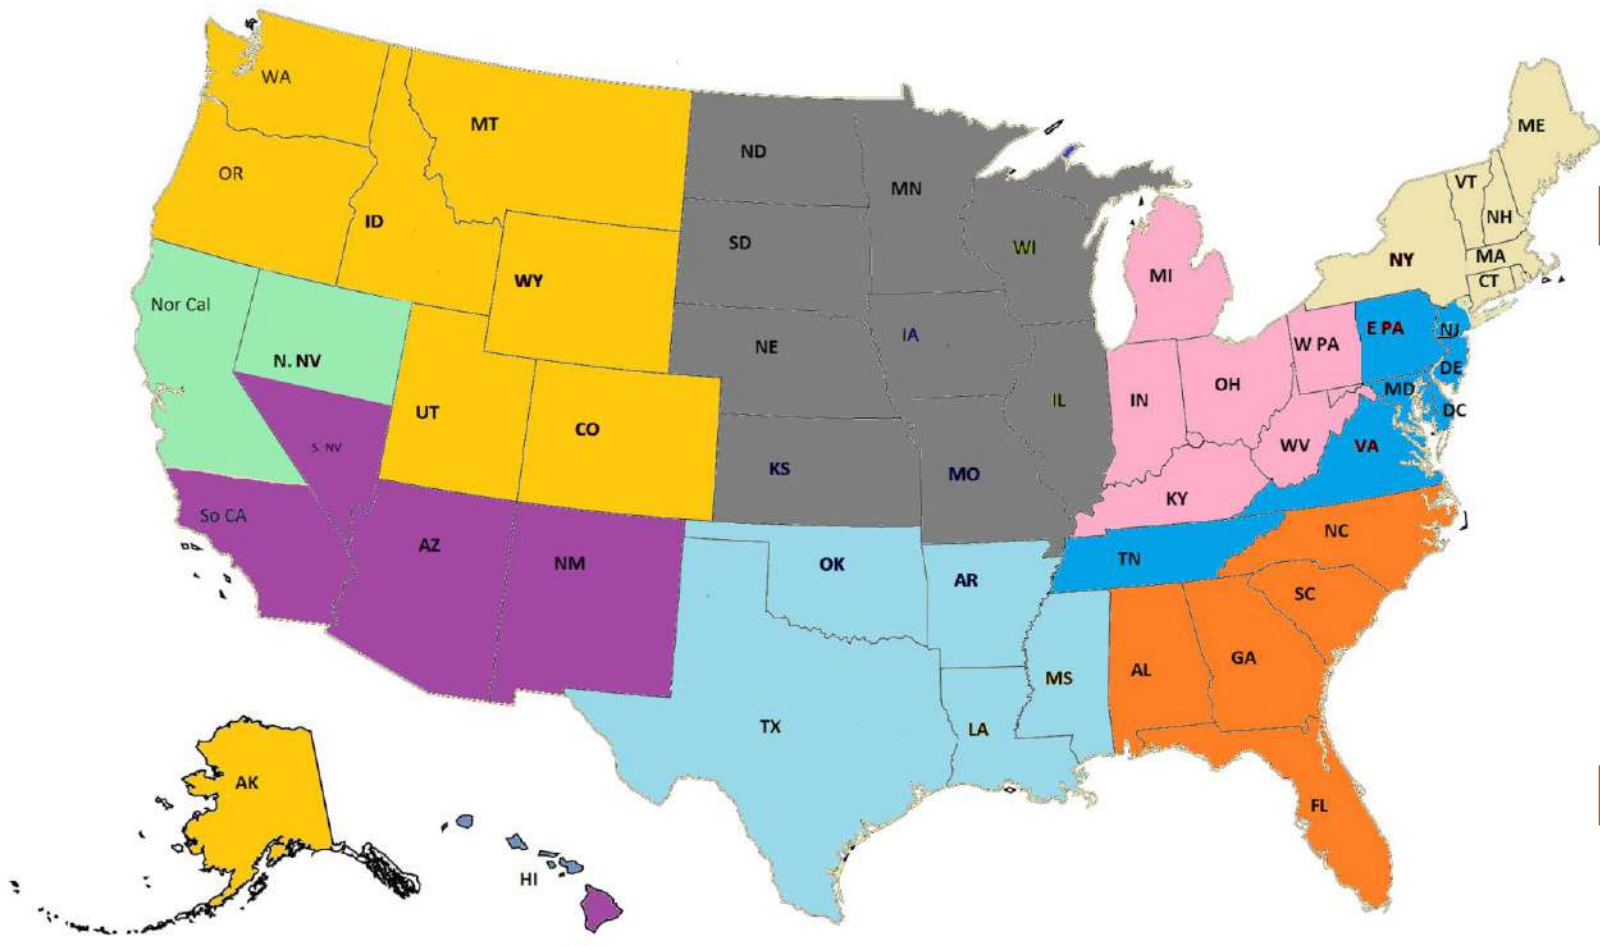 WA
MT
OR
ID
WY
Nor Cal
N. NV
S. NV
So CA
UT
CO
AZ
NM
ND
SD
NE
KS
MN
IA
MO
WI
IL
MI
IN
OH
W PA
WV
KY
E PA
NJ
DE
MD
DC
VA
TN
NY
VT
NH
ME
MA
CT
NC
SC
GA
AL
FL
OK
AR
TX
LA
MS
AK
HI